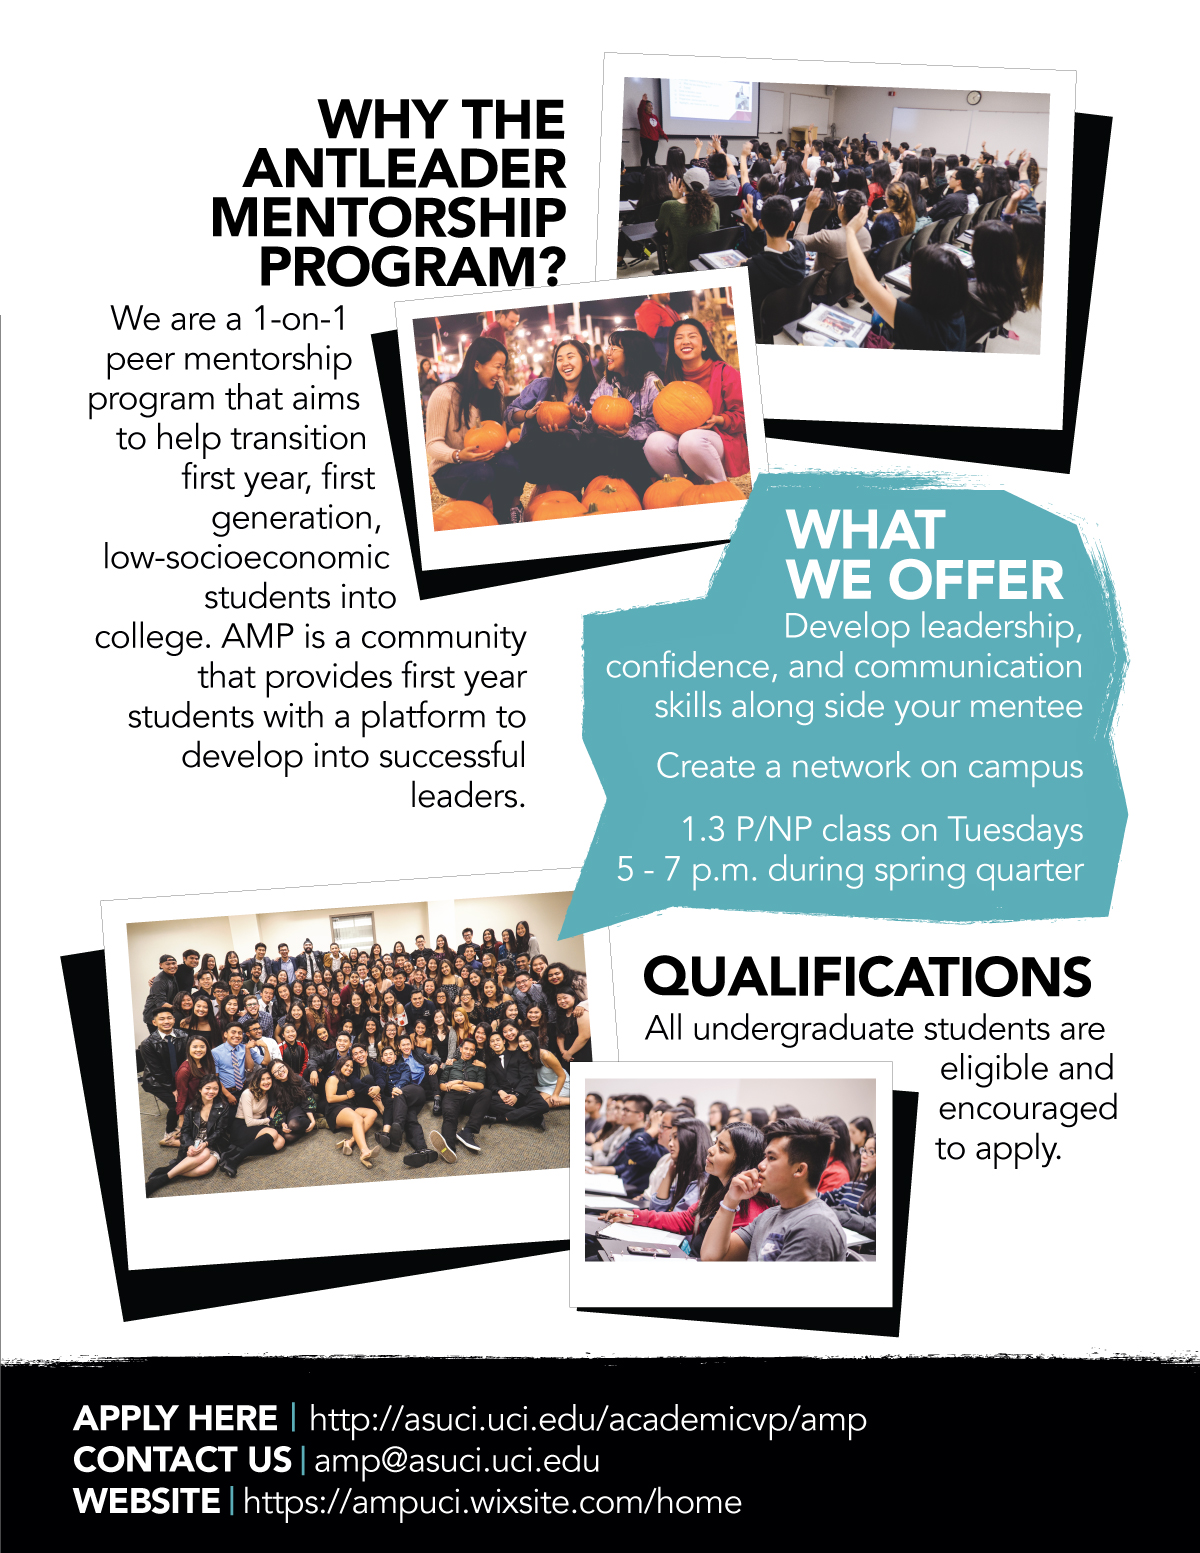 WHY THE
ANTLEADER
MENTORSHIP
PROGRAM?
We are a 1-on-1
peer mentorship
program that aims
to help transition
first year, first
generation,
low-socioeconomic
students into
college. AMP is a community
that provides first year
students with a platform to
develop into successful
leaders.
WHAT
WE OFFER
Develop leadership,
confidence, and communication
skills along side your mentee
Create a network on campus
1.3 P/NP class on Tuesdays
5 - 7 p.m. during spring quarter
QUALIFICATIONS
All undergraduate students are
eligible and
encouraged
to apply.
APPLY HERE | http://asuci.uci.edu/academicvp/amp
CONTACT US | amp@asuci.uci.edu
WEBSITE | https://ampuci.wixsite.com/home